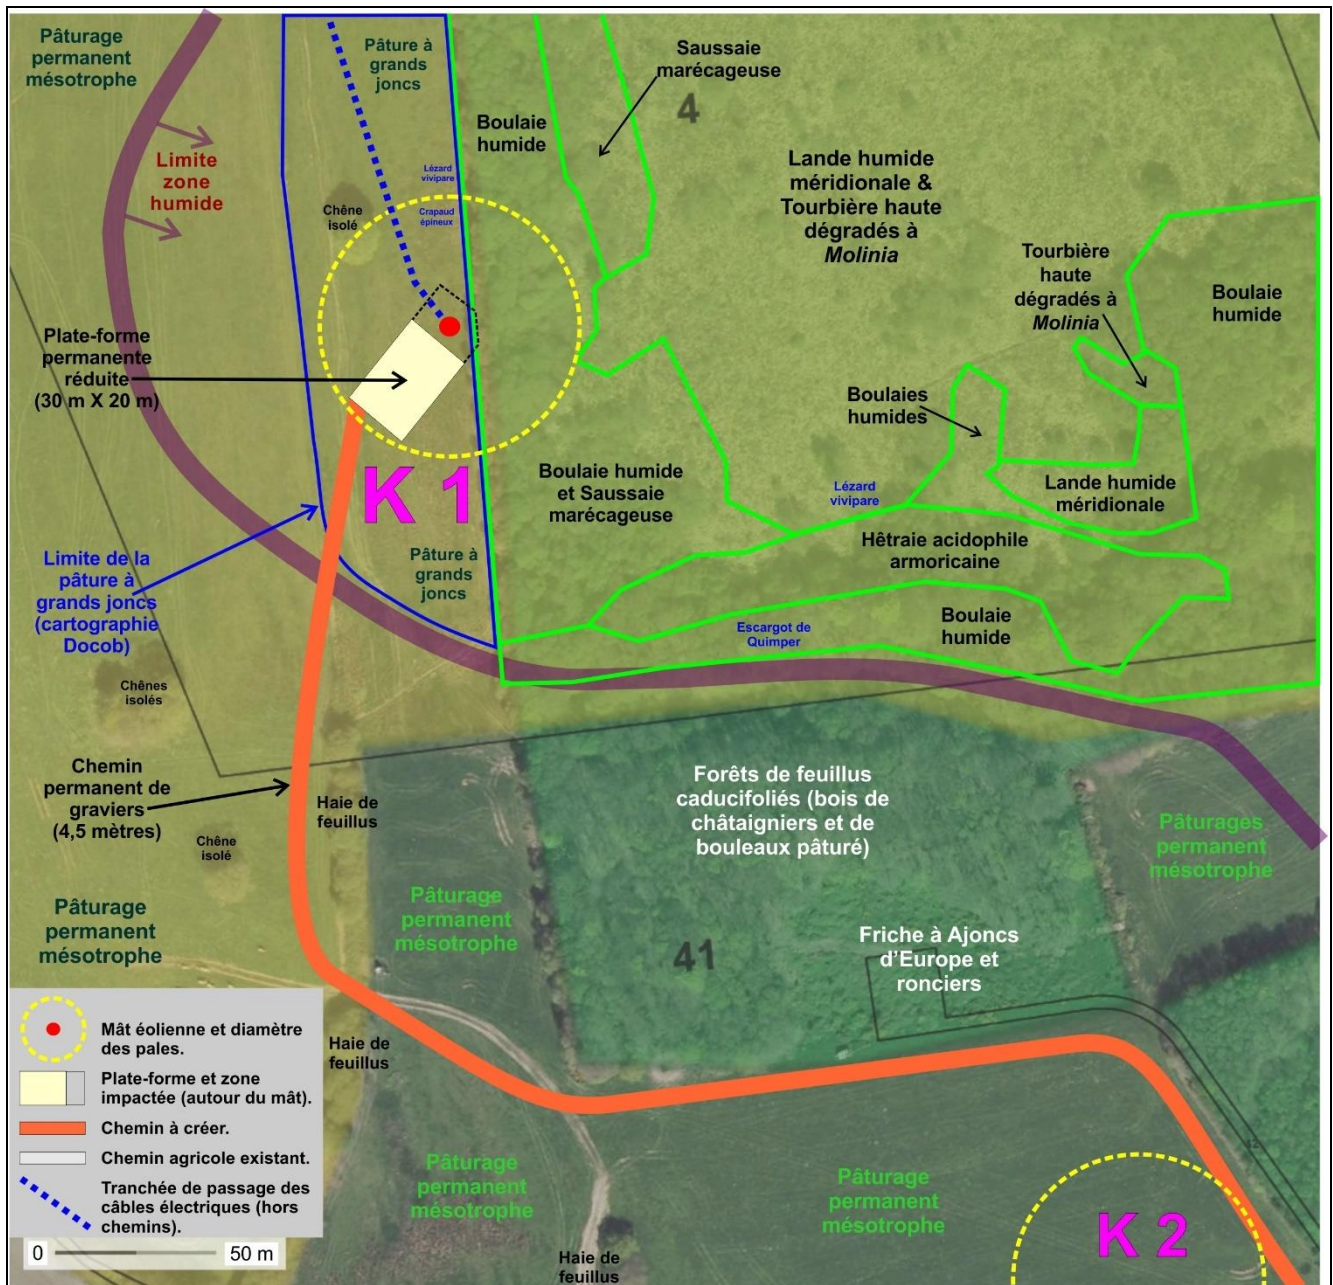 Pâturage
permanent
mésotrophe
Pâture à
grands
joncs
Saussaie
marécageuse
4
Boulaie
humide
Limite
zone
humide
Lézard
vivipare
Crapaud
épineux
Chêne
isolé
Lande humide
méridionale &
Tourbière haute
dégradés à
Molinia
Tourbière
haute
dégradés à
Molinia
Boulaie
humide
Plate-forme
permanente
réduite
(30 m X 20 m)
Boulaies
humides
K 1
Boulaie humide
et Saussaie
marécageuse
Lézard
vivipare
Lande humide
méridionale
Hêtraie acidophile
armoricaine
Pâture à
grands
joncs
Limite de la
pâture à
grands joncs
(cartographie
Docob)
Escargot de
Quimper
Boulaie
humide
Chênes
isolés
Chemin
permanent de
graviers
(4,5 mètres)
Haie de
feuillus
Chêne
isolé
Forêts de feuillus
caducifoliés (bois de
châtaigniers et de
bouleaux pâturé)
Pâturages
permanent
mésotrophe
Pâturage
permanent
mésotrophe
Pâturage
permanent
mésotrophe
41
Friche à Ajoncs
d'Europe et
ronciers
Haie de
feuillus
Mât éolienne et diamètre
des pales.
Plate-forme et zone
impactée (autour du mât).
Chemin à créer.
Chemin agricole existant.
Tranchée de passage des
câbles électriques (hors
chemins).
0 50 m
Pâturage
permanent
mésotrophe
Pâturage
permanent
mésotrophe
K 2
Haie de
feuillus